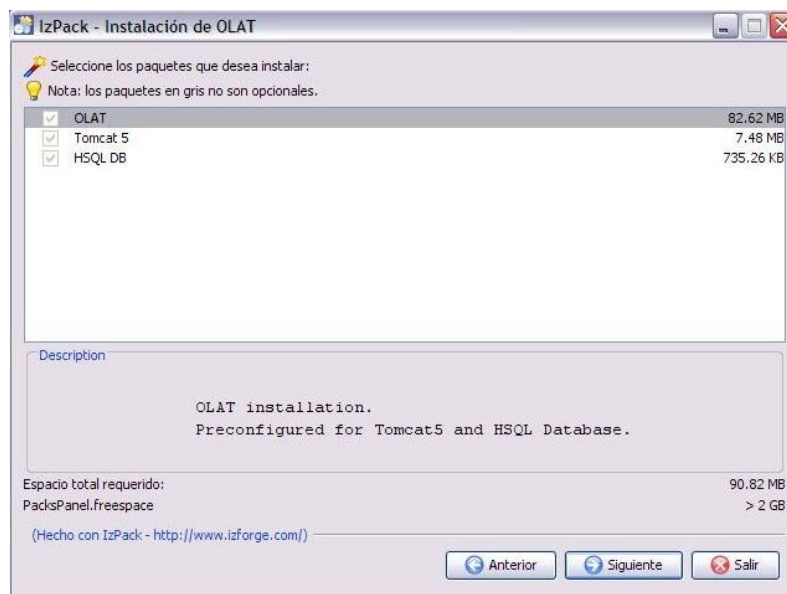 IzPack - Instalación de OLAT
Seleccione los paquetes que desea instalar:
Nota: los paquetes en gris no son opcionales.
OLAT 82.62 MB
Tomcat 5 7.48 MB
HSQL DB 735.26 KB
Description
OLAT installation.
Preconfigured for Tomcat5 and HSQL Database.
Espacio total requerido: 90.82 MB
PacksPanel.freespace > 2 GB
(Hecho con IzPack - http://www.izforge.com/)
Anterior Siguiente Salir